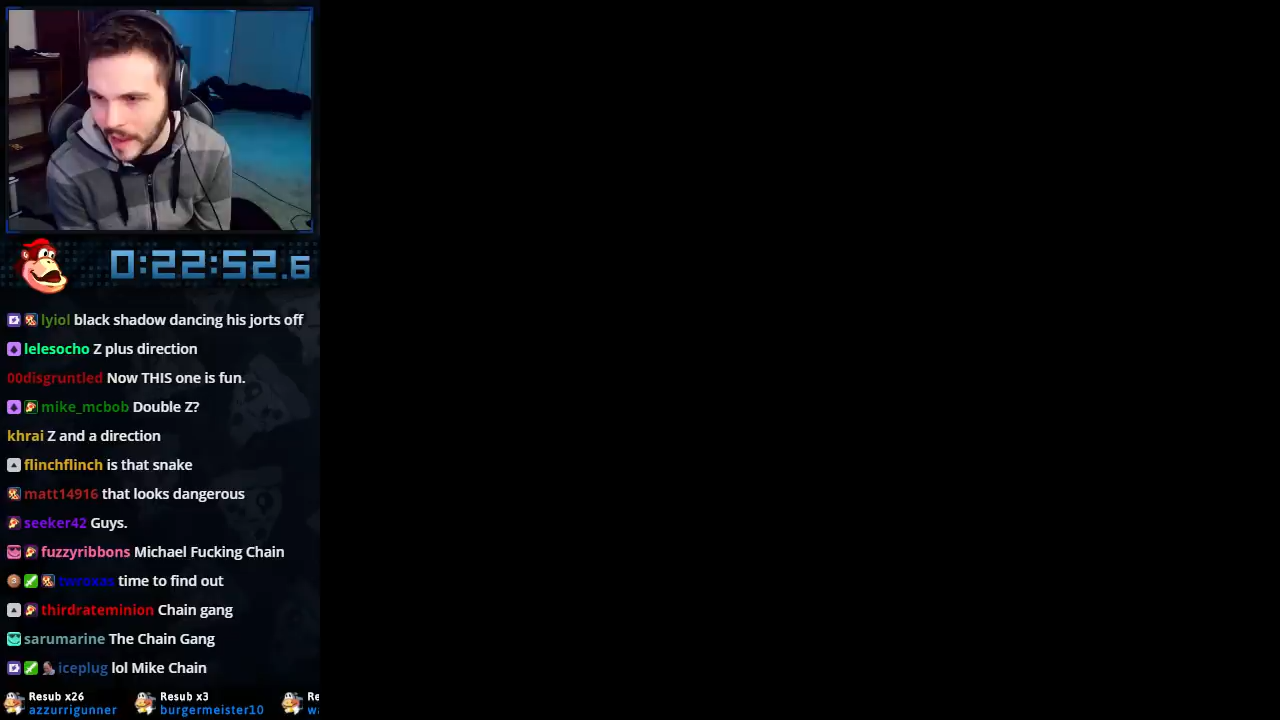 0:22:52.6
lyiol black shadow dancing his jorts off
lelesocho Z plus direction
00disgruntled Now THIS one is fun.
mike_mcbob Double Z?
khrai Z and a direction
flinchflinch is that snake
matt14916 that looks dangerous
seeker42 Guys.
fuzzyribbons Michael Fucking Chain
twroxas time to find out
thirdrateminion Chain gang
sarumarine The Chain Gang
iceplug lol Mike Chain
Resub x26
azzurrigunner
Resub x3
burgermeister10
Re
wa